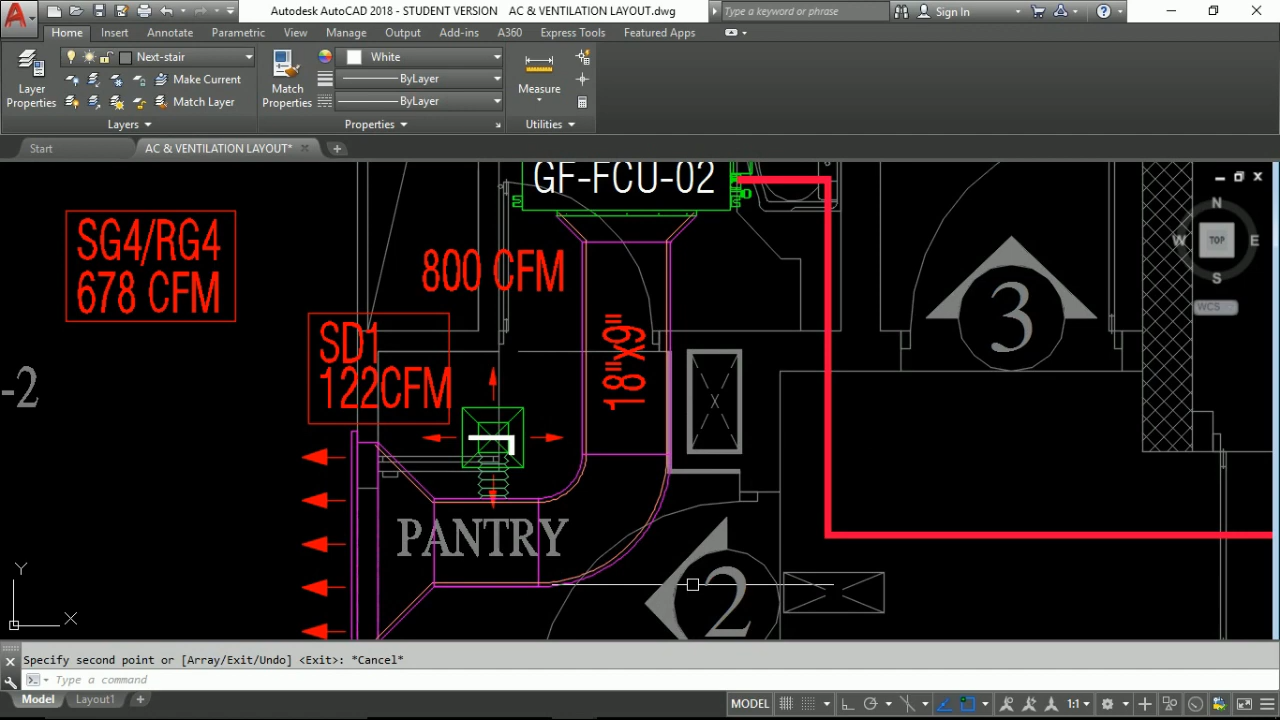 Autodesk AutoCAD 2018 - STUDENT VERSION AC & VENTILATION LAYOUT.dwg
Type a keyword or phrase
Sign In
Home Insert Annotate Parametric View Manage Output Add-ins A360 Express Tools Featured Apps
Next-stair
Make Current
Match Layer
Layer
Properties
Layers
Match
Properties
White
ByLayer
ByLayer
Properties
Measure
Utilities
Start
AC & VENTILATION LAYOUT*
GF-FCU-02
SG4/RG4
678 CFM
800 CFM
SD1
122CFM
18"x9"
-2
PANTRY
3
2
X
N
W TOP E
S
WCS
Y
X
Specify second point or [Array/Exit/Undo] <Exit>: *Cancel*
Type a command
Model Layout1
MODEL
1:1